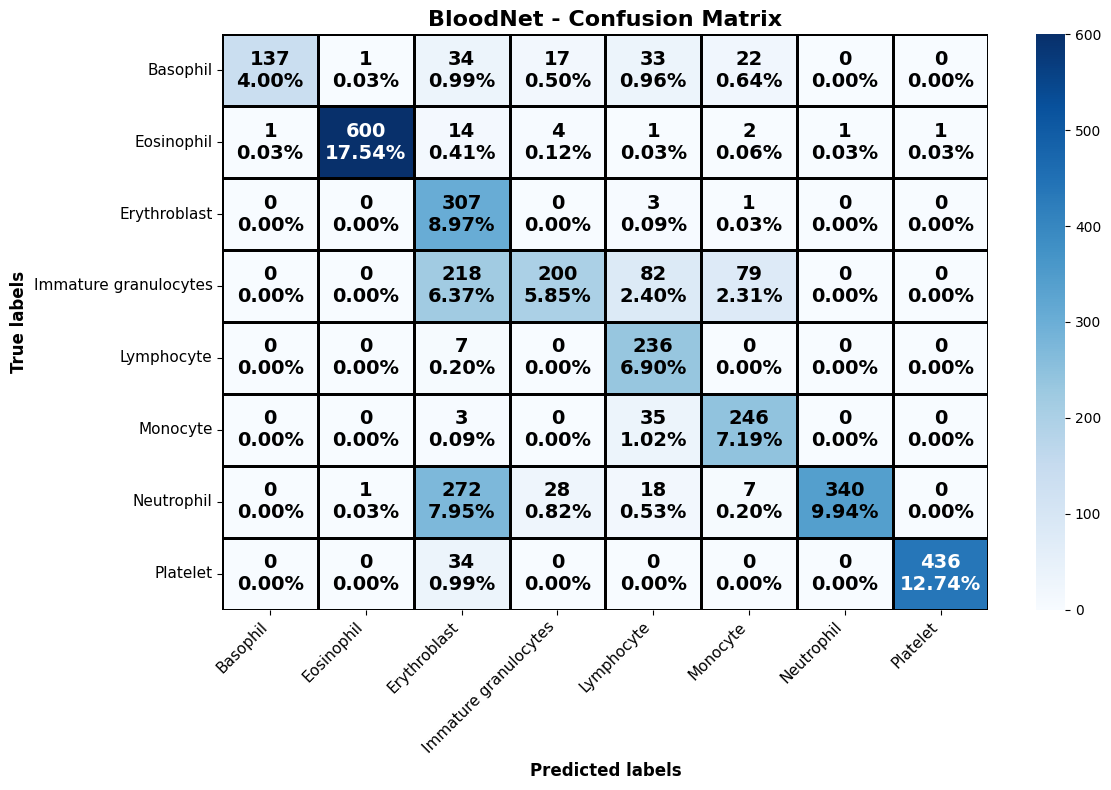 BloodNet - Confusion Matrix
True labels
Basophil
137 1 34 17 33 22 0 0
4.00% 0.03% 0.99% 0.50% 0.96% 0.64% 0.00% 0.00%
Eosinophil
1 600 14 4 1 2 1 1
0.03% 17.54% 0.41% 0.12% 0.03% 0.06% 0.03% 0.03%
Erythroblast
0 0 307 0 3 1 0 0
0.00% 0.00% 8.97% 0.00% 0.09% 0.03% 0.00% 0.00%
Immature granulocytes
0 0 218 200 82 79 0 0
0.00% 0.00% 6.37% 5.85% 2.40% 2.31% 0.00% 0.00%
Lymphocyte
0 0 7 0 236 0 0 0
0.00% 0.00% 0.20% 0.00% 6.90% 0.00% 0.00% 0.00%
Monocyte
0 0 3 0 35 246 0 0
0.00% 0.00% 0.09% 0.00% 1.02% 7.19% 0.00% 0.00%
Neutrophil
0 1 272 28 18 7 340 0
0.00% 0.03% 7.95% 0.82% 0.53% 0.20% 9.94% 0.00%
Platelet
0 0 34 0 0 0 0 436
0.00% 0.00% 0.99% 0.00% 0.00% 0.00% 0.00% 12.74%
Basophil
Eosinophil
Erythroblast
Immature granulocytes
Lymphocyte
Monocyte
Neutrophil
Platelet
Predicted labels
600
500
400
300
200
100
0